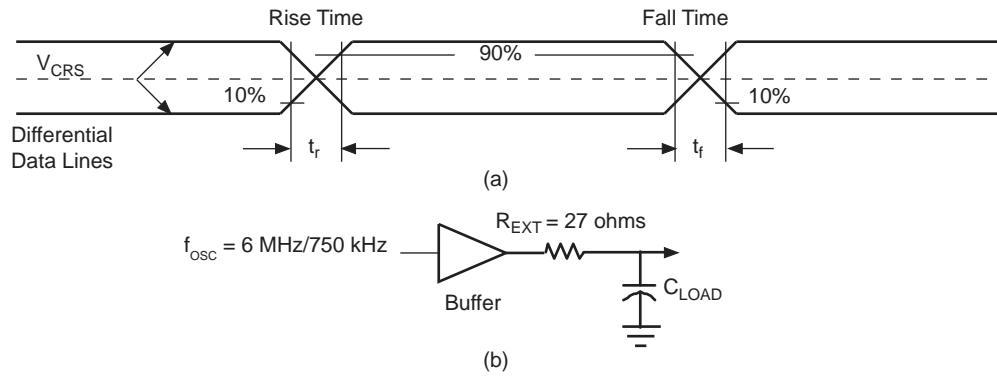 Rise Time
Fall Time
V_CRS
90%
10%
10%
Differential
Data Lines
t_r
t_f
(a)
R_EXT = 27 ohms
f_OSC = 6 MHz/750 kHz
Buffer
C_LOAD
(b)